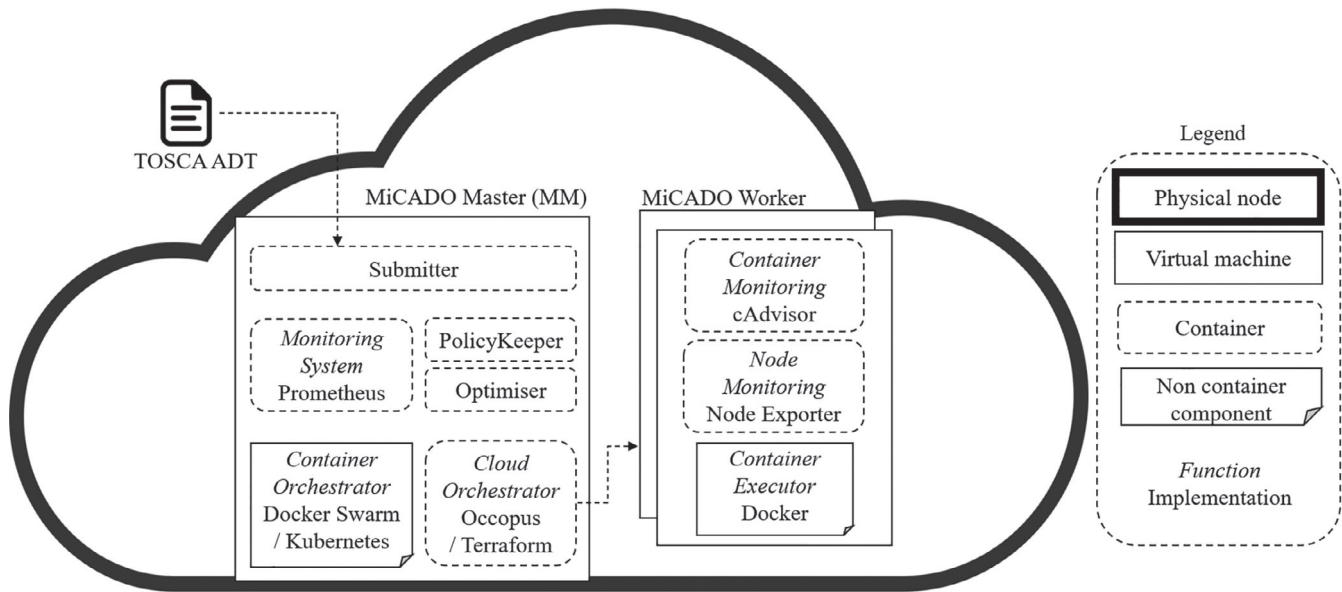 TOSCA ADT
MiCADO Master (MM)
Submitter
Monitoring
System
Prometheus
PolicyKeeper
Optimiser
Container
Orchestrator
Docker Swarm
/ Kubernetes
Cloud
Orchestrator
Occopus
/ Terraform
MiCADO Worker
Container
Monitoring
cAdvisor
Node
Monitoring
Node Exporter
Container
Executor
Docker
Legend
Physical node
Virtual machine
Container
Non container
component
Function
Implementation